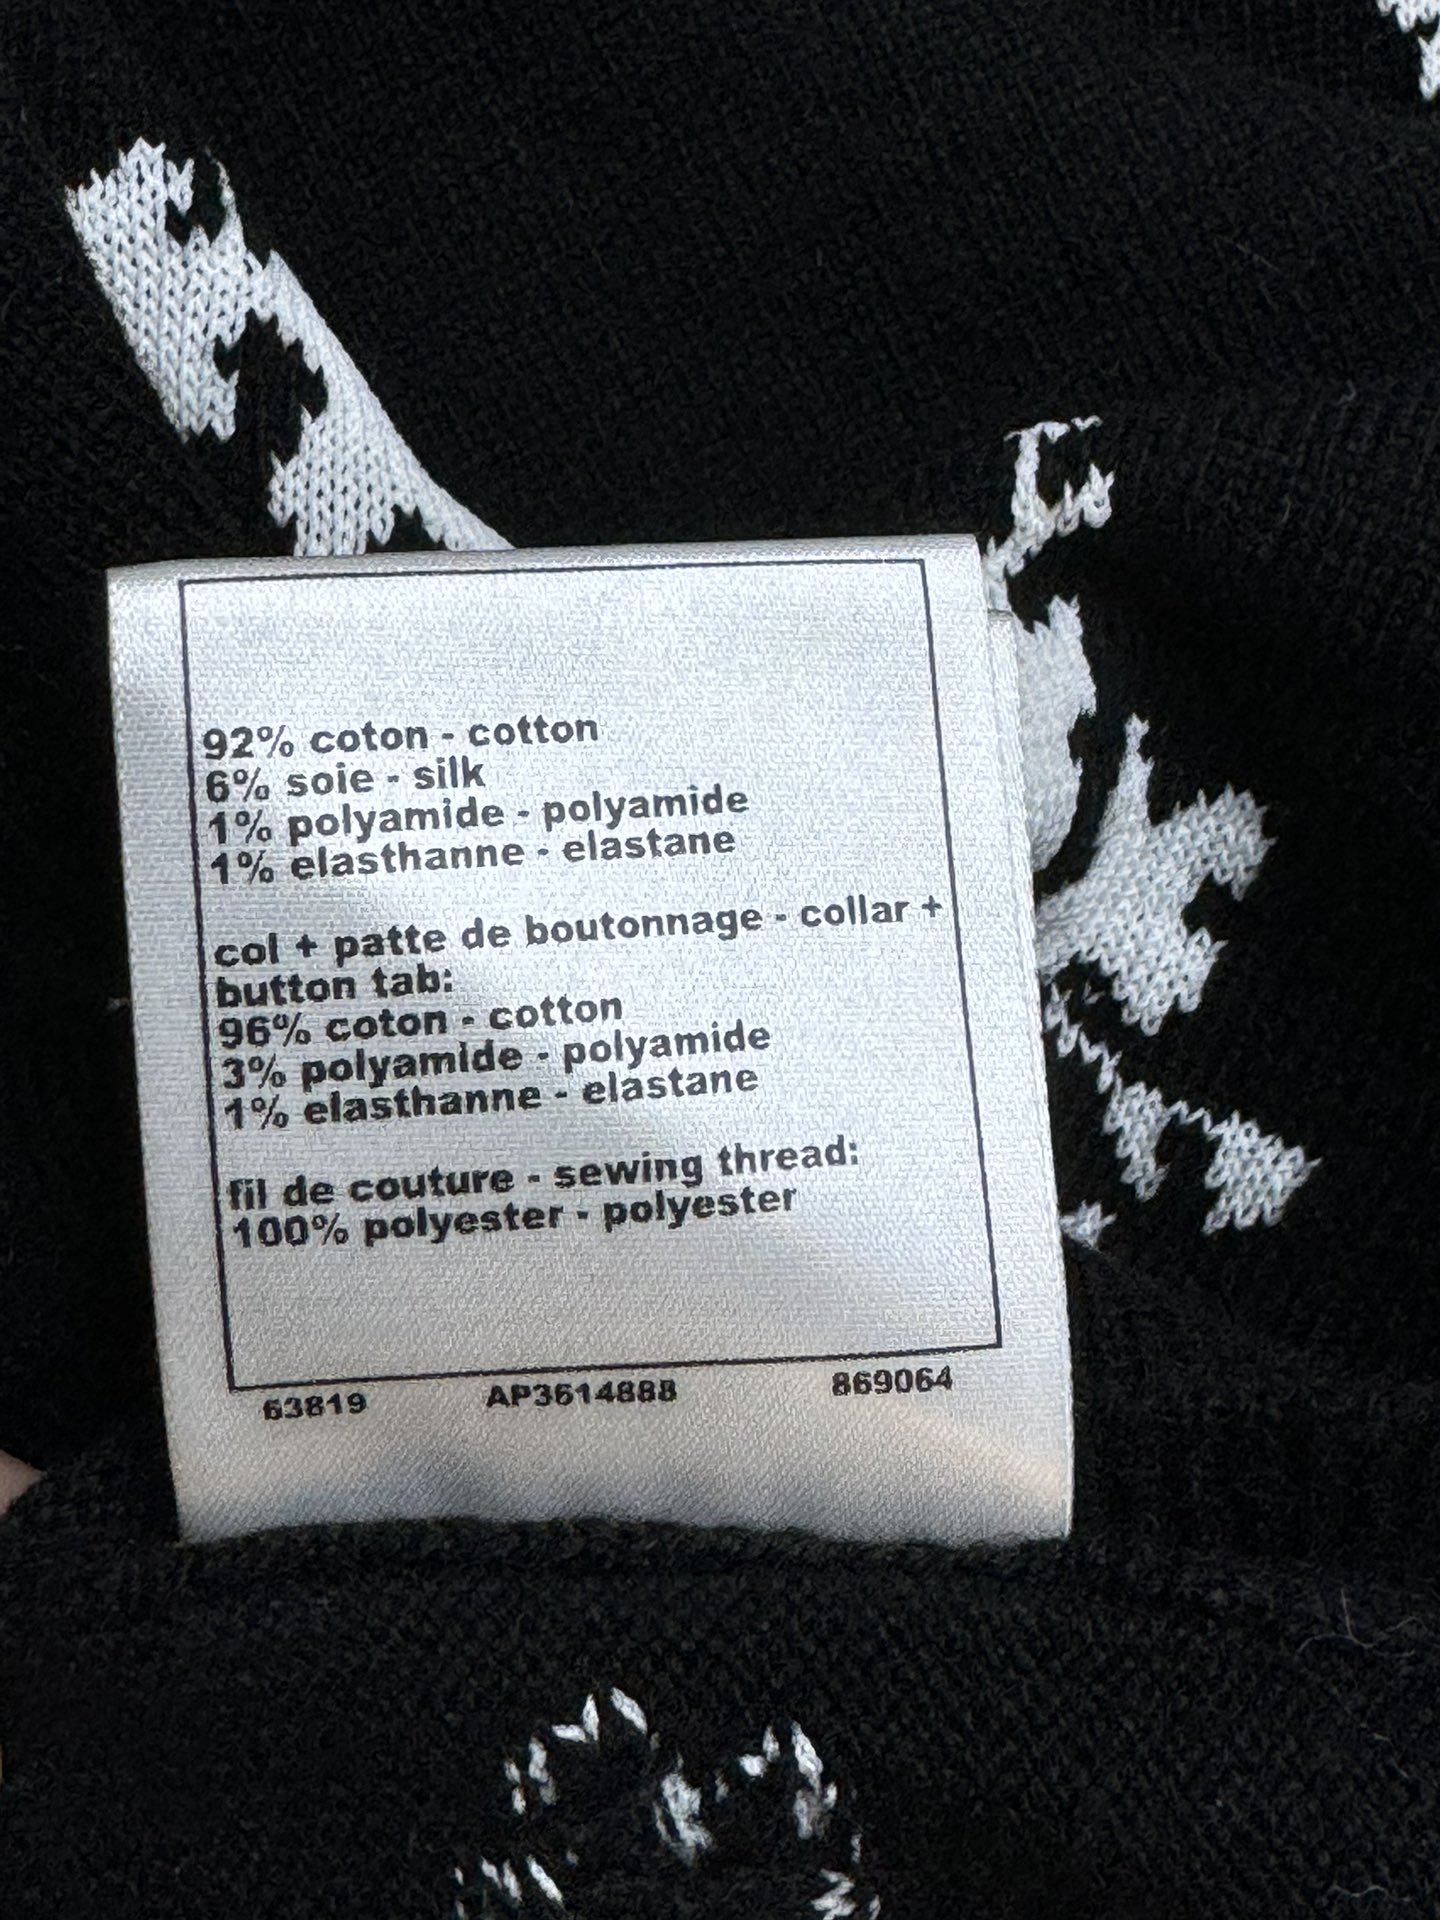 92% coton - cotton
6% soie - silk
1% polyamide - polyamide
1% elasthanne - elastane
col + patte de boutonnage - collar +
button tab:
96% coton - cotton
3% polyamide - polyamide
1% elasthanne - elastane
fil de couture - sewing thread:
100% polyester - polyester
63819 AP3614888 869064